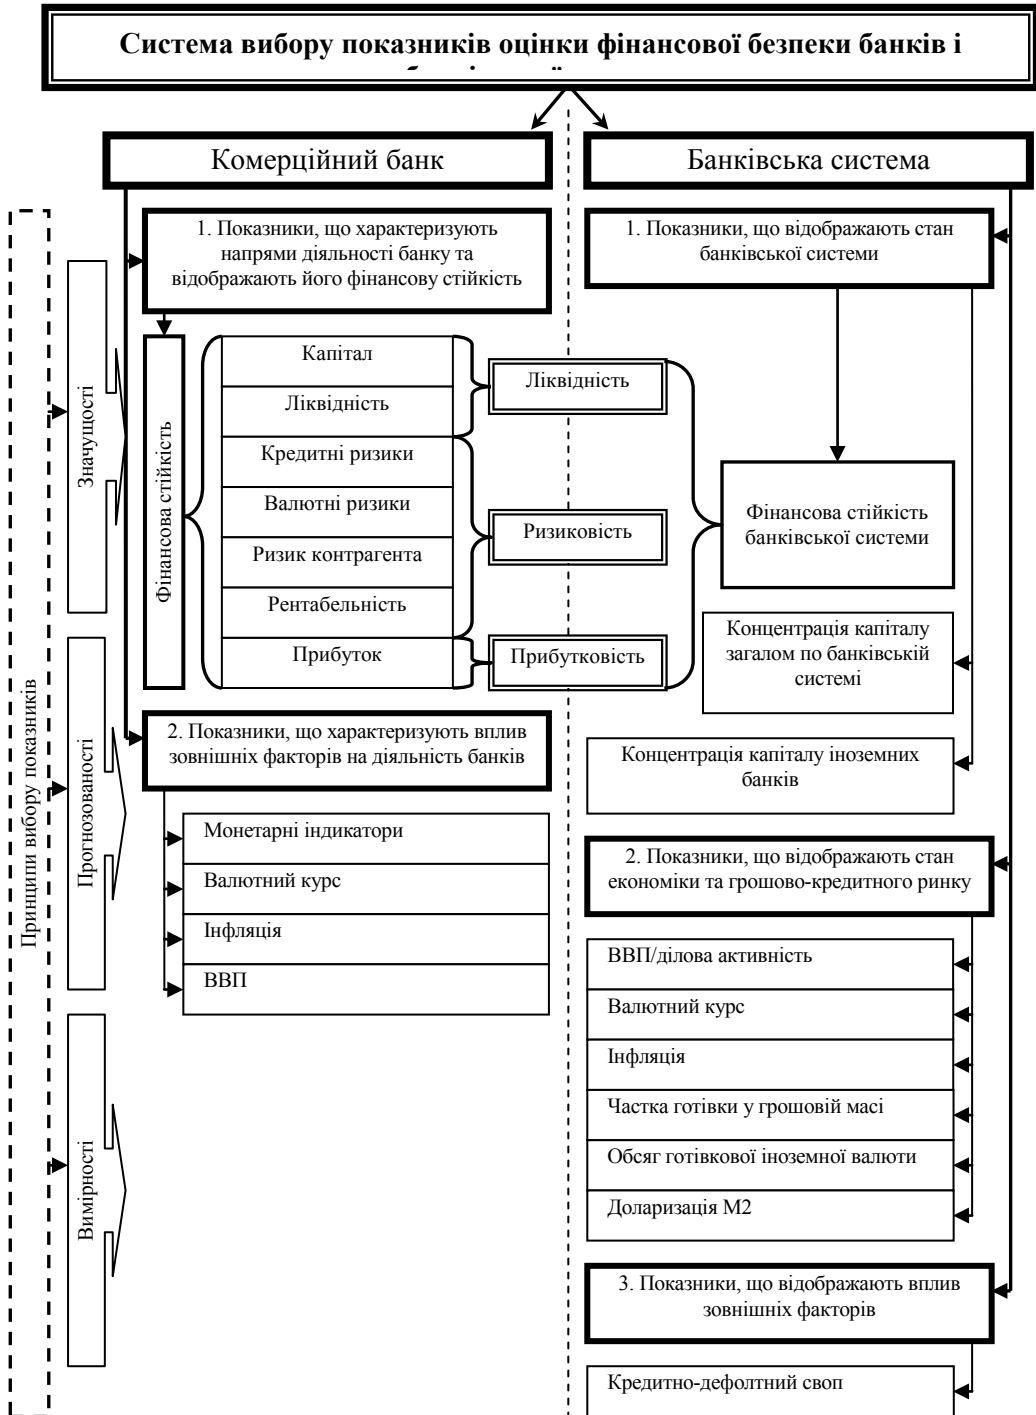 Система вибору показників оцінки фінансової безпеки банків і
Комерційний банк
Банківська система
Принципи вибору показників
Значущості
Прогнозованості
Вимірності
1. Показники, що характеризують
напрями діяльності банку та
відображають його фінансову стійкість
Фінансова стійкість
Капітал
Ліквідність
Кредитні ризики
Валютні ризики
Ризик контрагента
Рентабельність
Прибуток
Ліквідність
Ризиковість
Прибутковість
2. Показники, що характеризують вплив
зовнішніх факторів на діяльність банків
Монетарні індикатори
Валютний курс
Інфляція
ВВП
1. Показники, що відображають стан
банківської системи
Фінансова стійкість
банківської системи
Концентрація капіталу
загалом по банківській
системі
Концентрація капіталу іноземних
банків
2. Показники, що відображають стан
економіки та грошово-кредитного ринку
ВВП/ділова активність
Валютний курс
Інфляція
Частка готівки у грошовій масі
Обсяг готівкової іноземної валюти
Доларизація М2
3. Показники, що відображають вплив
зовнішніх факторів
Кредитно-дефолтний своп